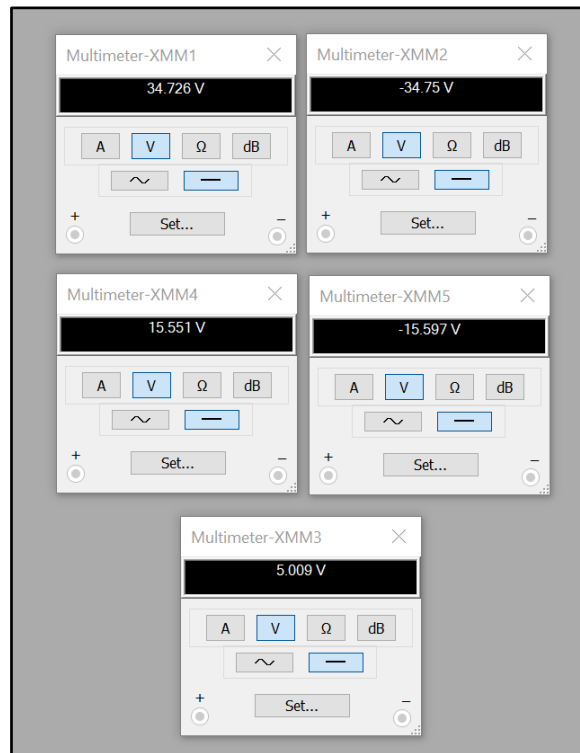 Multimeter-XMM1
34.726 V
A V Ω dB
+ Set... −
Multimeter-XMM2
-34.75 V
A V Ω dB
+ Set... −
Multimeter-XMM4
15.551 V
A V Ω dB
+ Set... −
Multimeter-XMM5
-15.597 V
A V Ω dB
+ Set... −
Multimeter-XMM3
5.009 V
A V Ω dB
+ Set... −